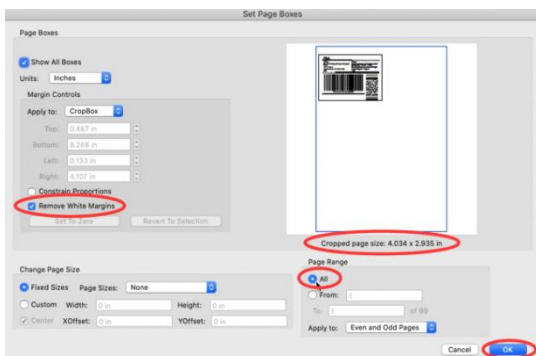 Set Page Boxes
Page Boxes
Show All Boxes
Units: Inches
Margin Controls
Apply to: CropBox
Top: 0.467 in
Bottom: 8.268 in
Left: 0.133 in
Right: 4.107 in
Constrain Proportions
Remove White Margins
Set To Zero Revert To Selection
Cropped page size: 4.034 x 2.935 in
Change Page Size
Fixed Sizes Page Sizes: None
Custom Width: 0 in Height: 0 in
Center XOffset: 0 in YOffset: 0 in
Page Range
All
From: 1
To: 1 of 99
Apply to: Even and Odd Pages
Cancel OK